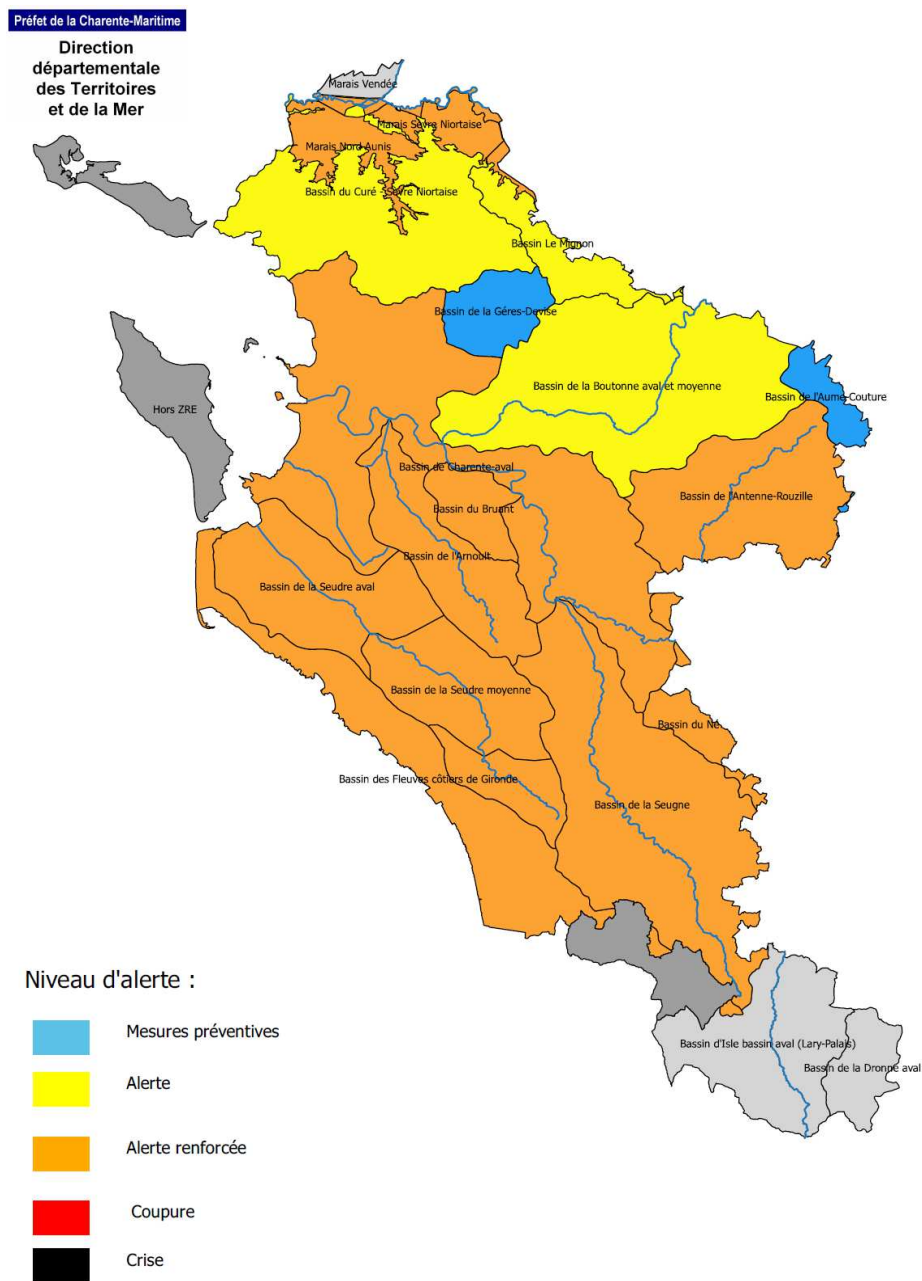 Préfet de la Charente-Maritime
Direction
départementale
des Territoires
et de la Mer
Marais Vendée
Marais Sèvre Niortaise
Marais Nord Aunis
Bassin du Curé - Sèvre Niortaise
Bassin Le Mignon
Bassin de la Gères-Devise
Bassin de la Boutonne aval et moyenne
Bassin de l'Aume-Couture
Hors ZRE
Bassin de Charente-aval
Bassin de l'Antenne-Rouzille
Bassin du Bruant
Bassin de l'Arnoult
Bassin de la Seudre aval
Bassin de la Seudre moyenne
Bassin du Né
Bassin des Fleuves côtiers de Gironde
Bassin de la Seugne
Niveau d'alerte :
Mesures préventives
Bassin d'Isle bassin aval (Lary-Palais)
Bassin de la Dronne aval
Alerte
Alerte renforcée
Coupure
Crise